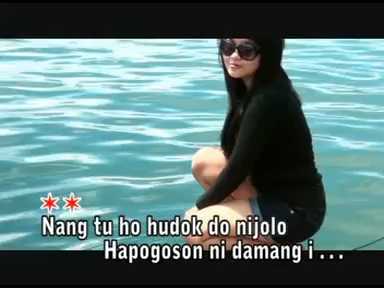 Nang tu ho hudok do nijolo
Hapogoson ni damang i . . .